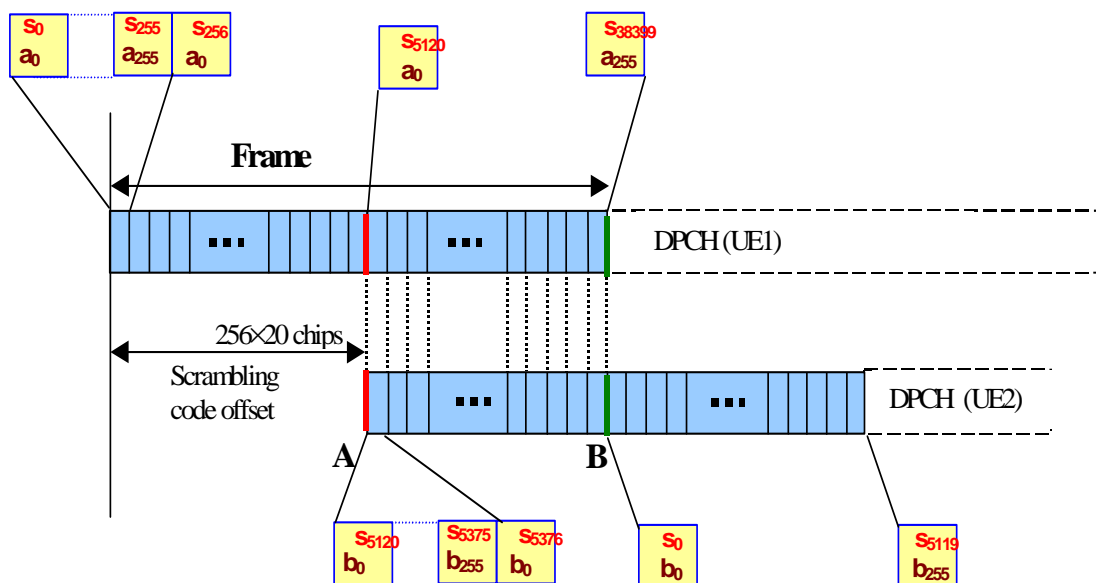 s0 s255 s256 s5120 s38399
a0 a255 a0 a0 a255
Frame
DPCH (UE1)
256×20 chips
Scrambling
code offset
DPCH (UE2)
A B
s5120 s5375 s5376 s0 s5119
b0 b255 b0 b0 b255